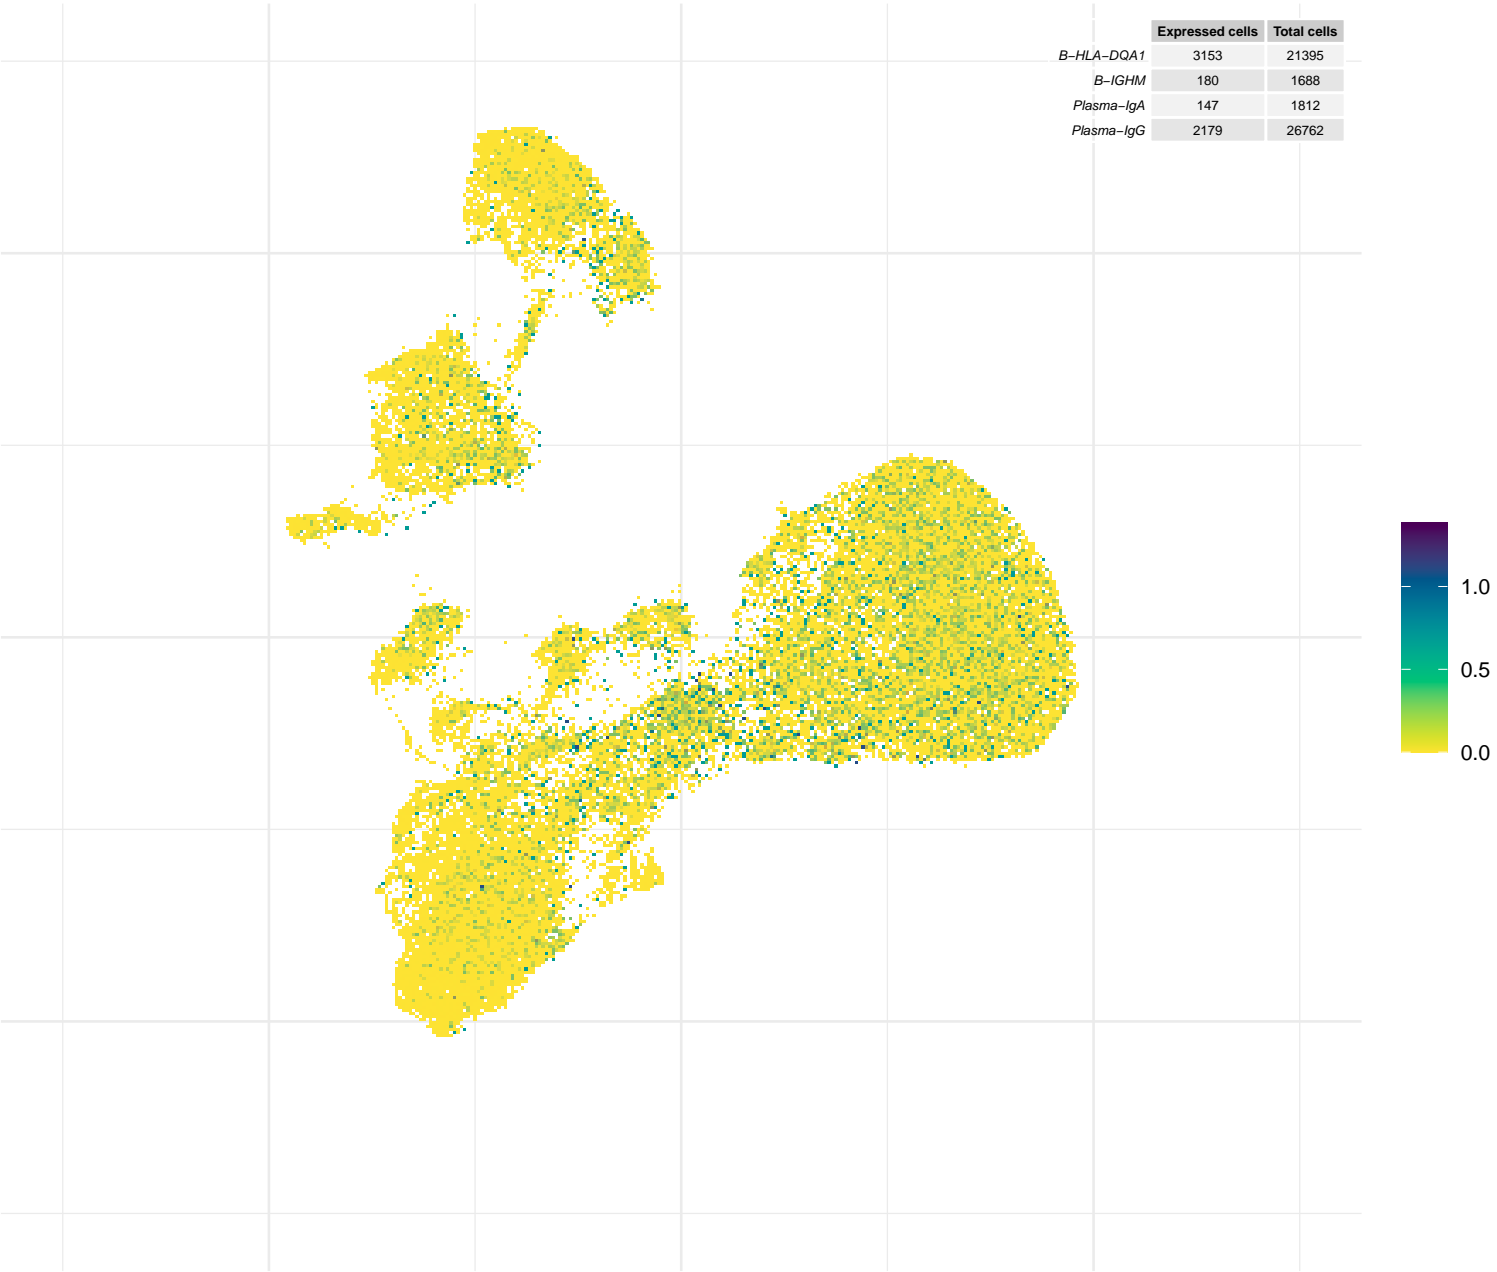 Expressed cells Total cells
B−HLA−DQA1 3153 21395
B−IGHM 180 1688
Plasma−IgA 147 1812
Plasma−IgG 2179 26762
1.0
0.5
0.0